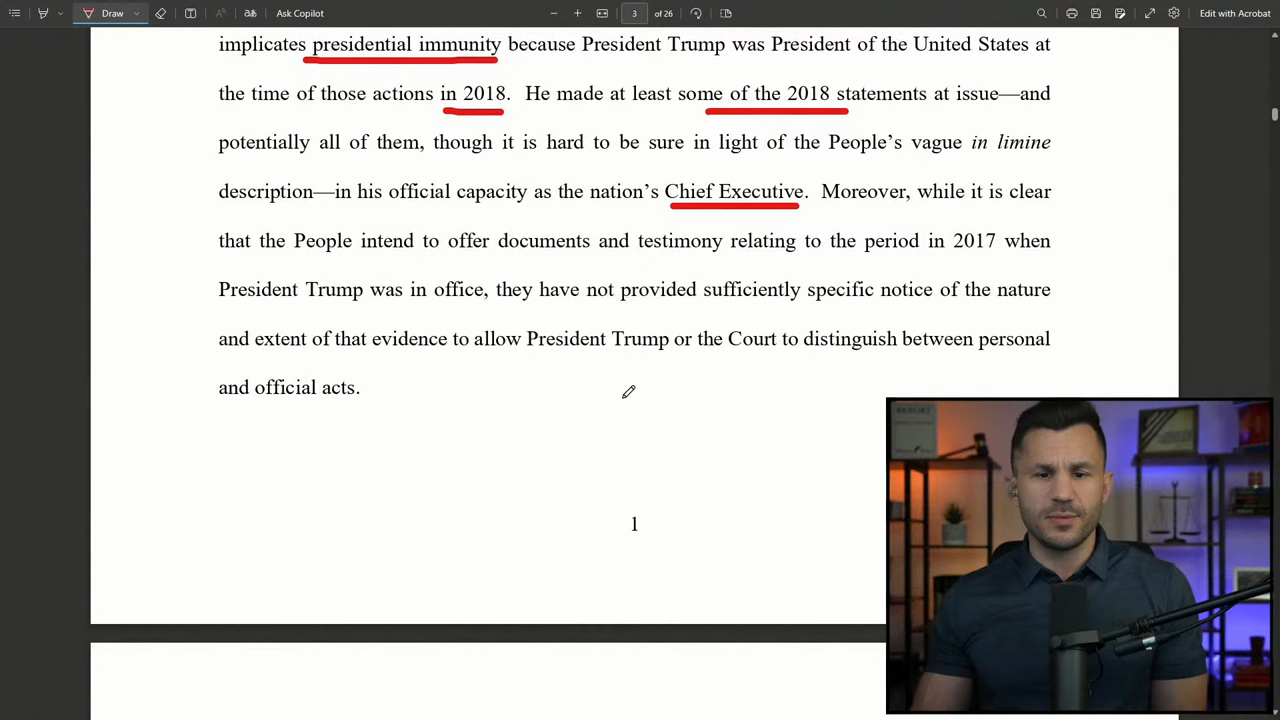 Draw
Ask Copilot
3 of 26
Edit with Acrobat
implicates presidential immunity because President Trump was President of the United States at
the time of those actions in 2018. He made at least some of the 2018 statements at issue—and
potentially all of them, though it is hard to be sure in light of the People’s vague in limine
description—in his official capacity as the nation’s Chief Executive. Moreover, while it is clear
that the People intend to offer documents and testimony relating to the period in 2017 when
President Trump was in office, they have not provided sufficiently specific notice of the nature
and extent of that evidence to allow President Trump or the Court to distinguish between personal
and official acts.
1
REPORT